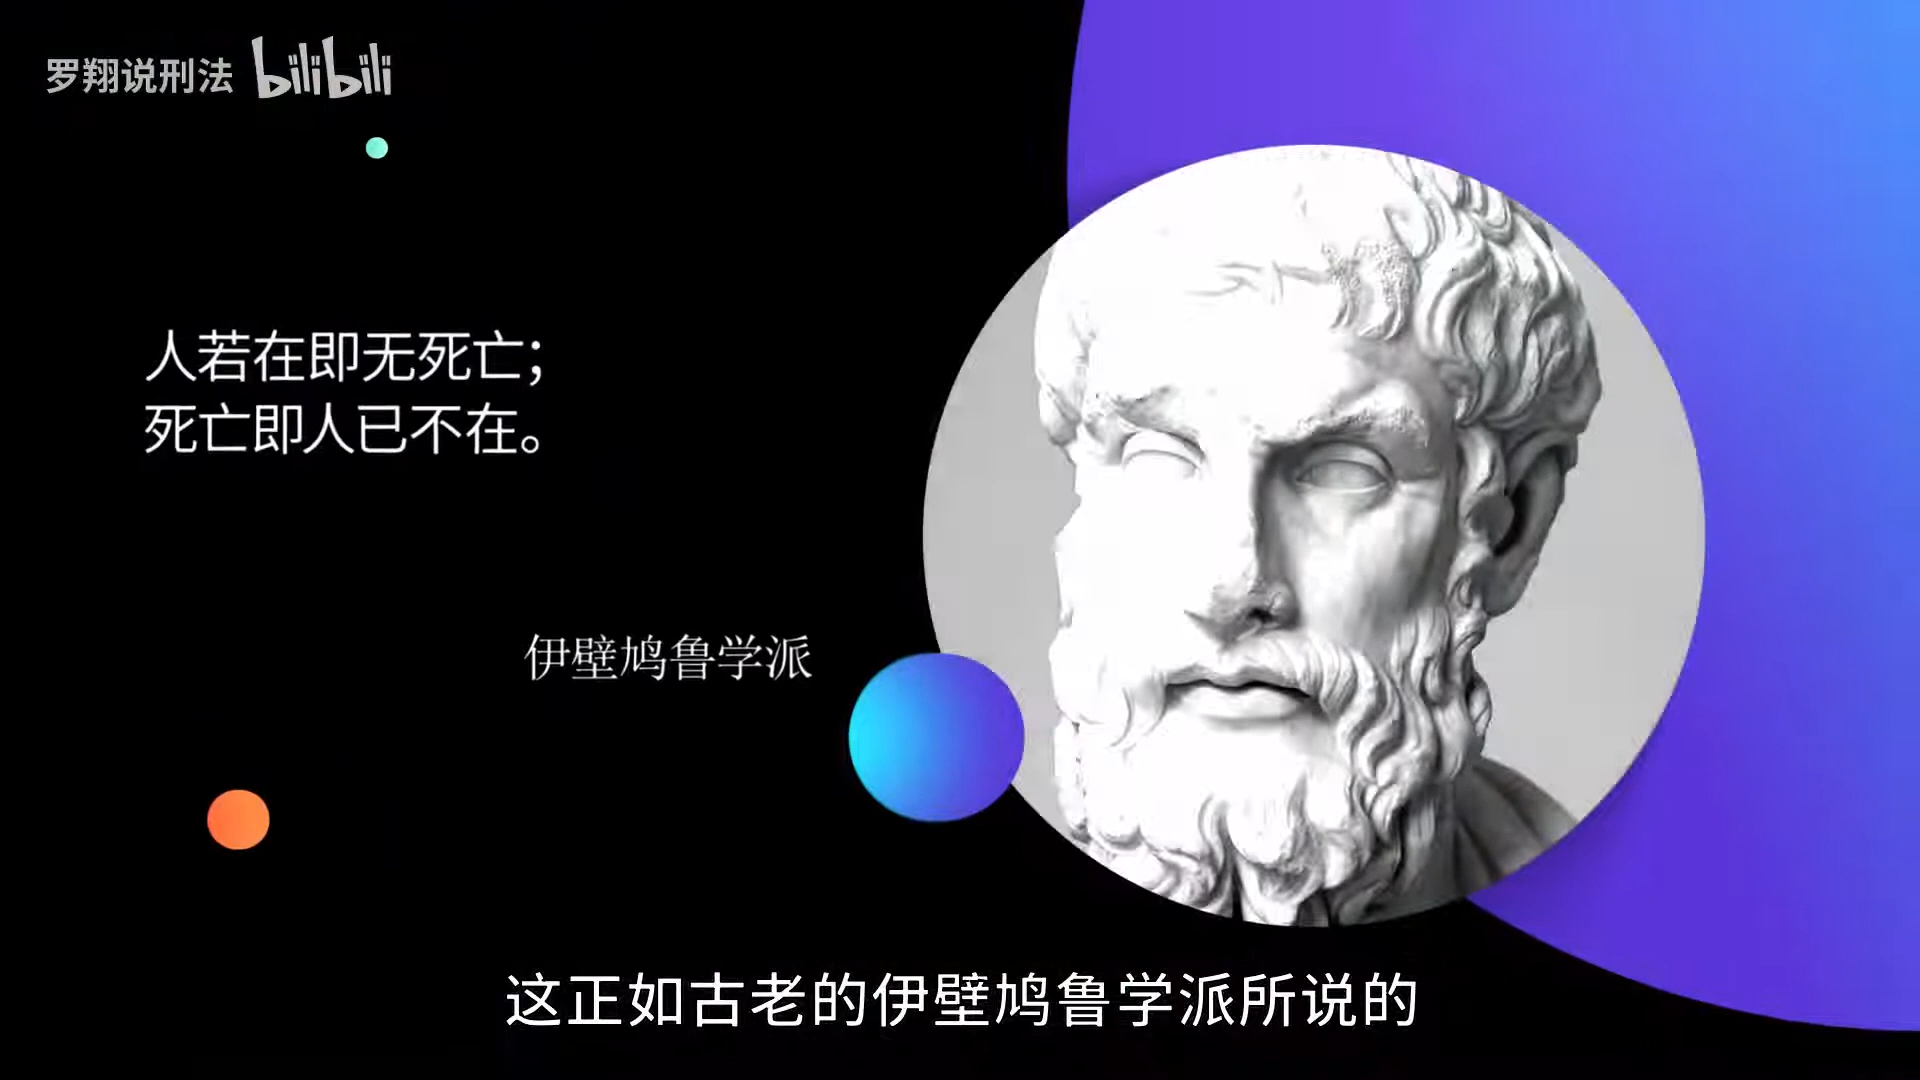 罗翔说刑法 bilibili
人若在即无死亡；
死亡即人已不在。
伊壁鸠鲁学派
这正如古老的伊壁鸠鲁学派所说的